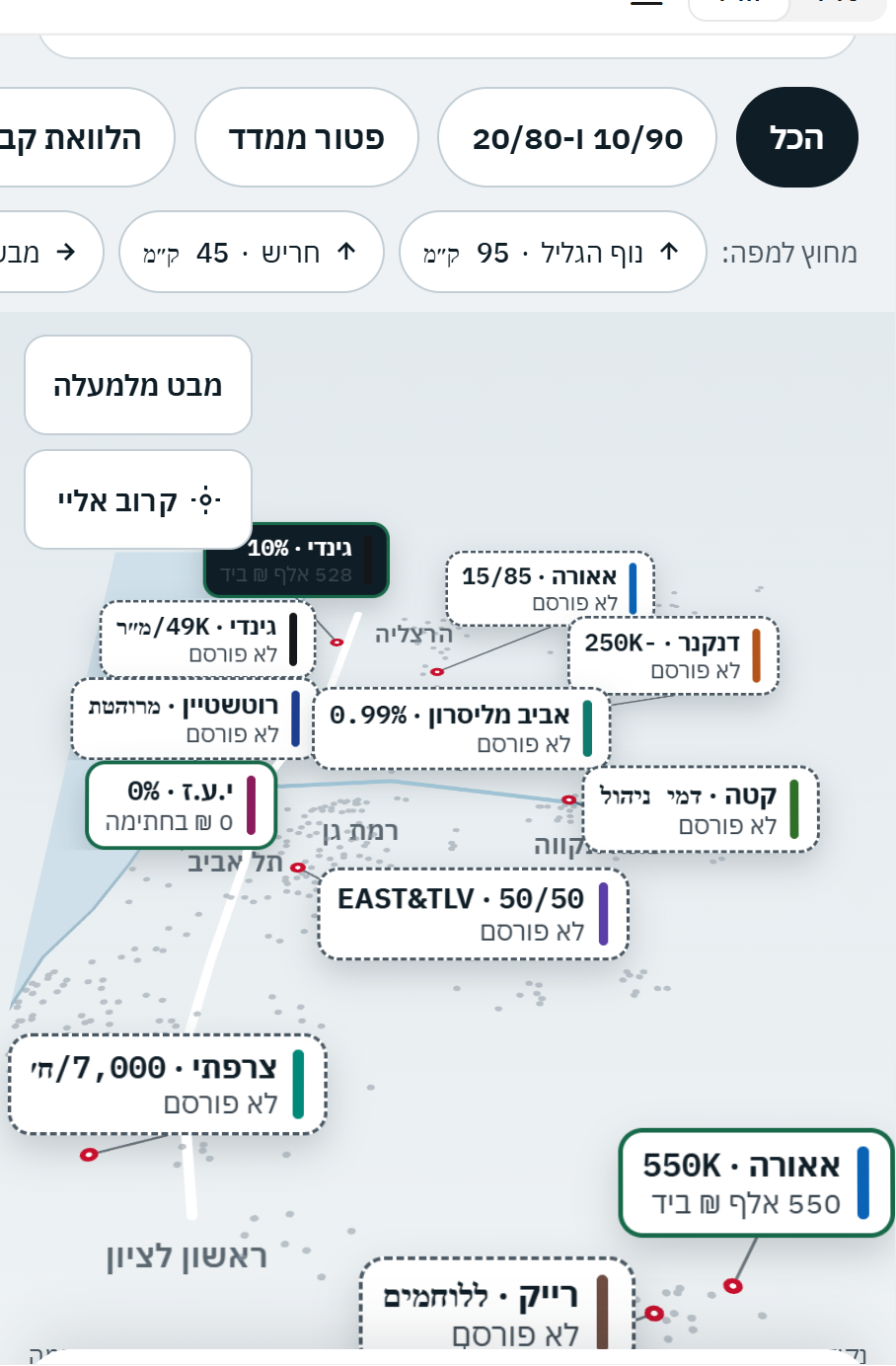 הכל
10/90 ו-20/80
פטור ממדד
הלוואת קב
מחוץ למפה:
↑ נוף הגליל · 95 ק״מ
↑ חריש · 45 ק״מ
→
מבט מלמעלה
קרוב אליי
גינדי · 10%
528 אלף ₪ ביד
אאורה · 15/85
לא פורסם
גינדי · 49K/מ״ר
לא פורסם
הרצליה
דנקנר · -250K
לא פורסם
רוטשטיין · מרוהטת
לא פורסם
אביב מליסרון · 0.99%
לא פורסם
י.ע.ז · 0%
0 ₪ בחתימה
קטה · דמי ניהול
לא פורסם
רמת גן
תל אביב
EAST&TLV · 50/50
לא פורסם
צרפתי · 7,000/ח׳
לא פורסם
אאורה · 550K
550 אלף ₪ ביד
ראשון לציון
רייק · ללוחמים
לא פורסם